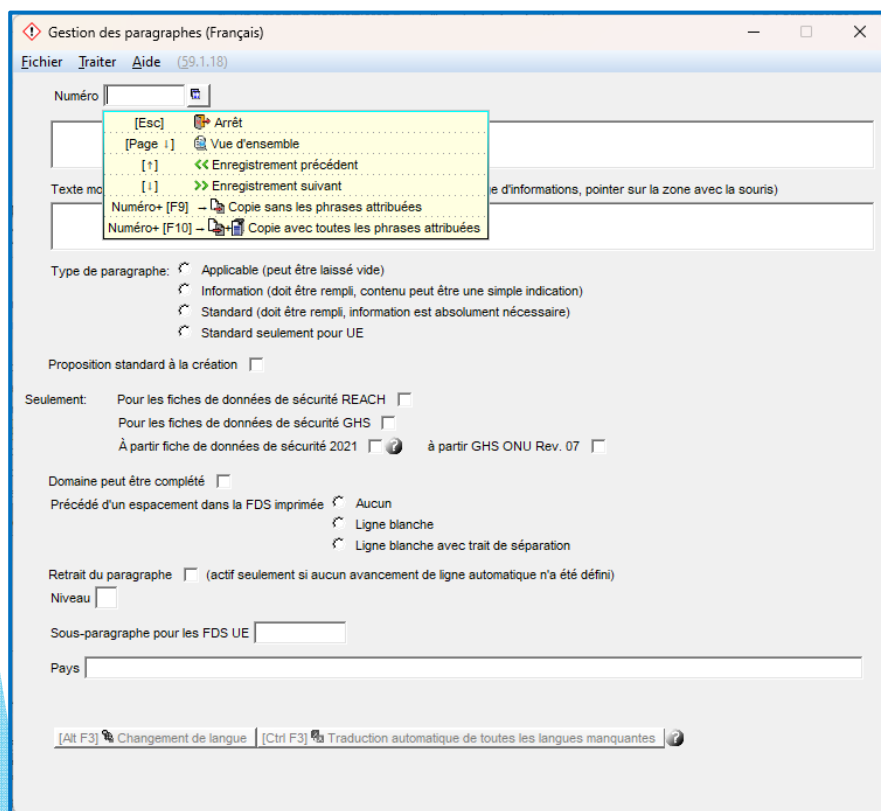 Gestion des paragraphes (Français)
Fichier Traiter Aide (59.1.18)
Numéro
[Esc] Arrêt
[Page ↓] Vue d'ensemble
[↑] << Enregistrement précédent
[↓] >> Enregistrement suivant
Numéro+ [F9] → Copie sans les phrases attribuées
Numéro+ [F10] → + Copie avec toutes les phrases attribuées
Texte d'informations, pointer sur la zone avec la souris)
Type de paragraphe: Applicable (peut être laissé vide)
Information (doit être rempli, contenu peut être une simple indication)
Standard (doit être rempli, information est absolument nécessaire)
Standard seulement pour UE
Proposition standard à la création
Seulement: Pour les fiches de données de sécurité REACH
Pour les fiches de données de sécurité GHS
À partir fiche de données de sécurité 2021 ? à partir GHS ONU Rev. 07
Domaine peut être complété
Précédé d'un espacement dans la FDS imprimée Aucun
Ligne blanche
Ligne blanche avec trait de séparation
Retrait du paragraphe (actif seulement si aucun avancement de ligne automatique n'a été défini)
Niveau
Sous-paragraphe pour les FDS UE
Pays
[Alt F3] Changement de langue [Ctrl F3] Traduction automatique de toutes les langues manquantes ?